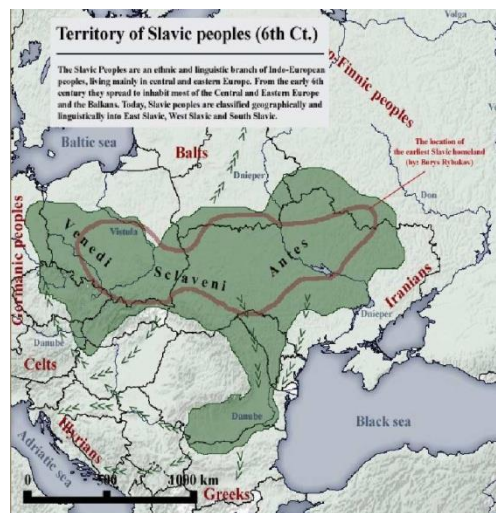 Territory of Slavic peoples (6th Ct.)
The Slavic Peoples are an ethnic and linguistic branch of Indo-European
peoples, living mainly in central and eastern Europe. From the early 6th
century they spread to inhabit most of the Central and Eastern Europe
and the Balkans. Today, Slavic peoples are classified geographically and
linguistically into East Slavic, West Slavic and South Slavic.
Volga
Finnic peoples
Baltic sea
Balts
The location of
the earliest Slavic homeland
(by: Borys Rybakov)
Dnieper
Don
Germanic peoples
Venedi
Vistula
Sclaveni
Antes
Iranians
Dnieper
Danube
Celts
Illyrians
Danube
Black sea
Adriatic sea
0 500 1000 km
Greeks